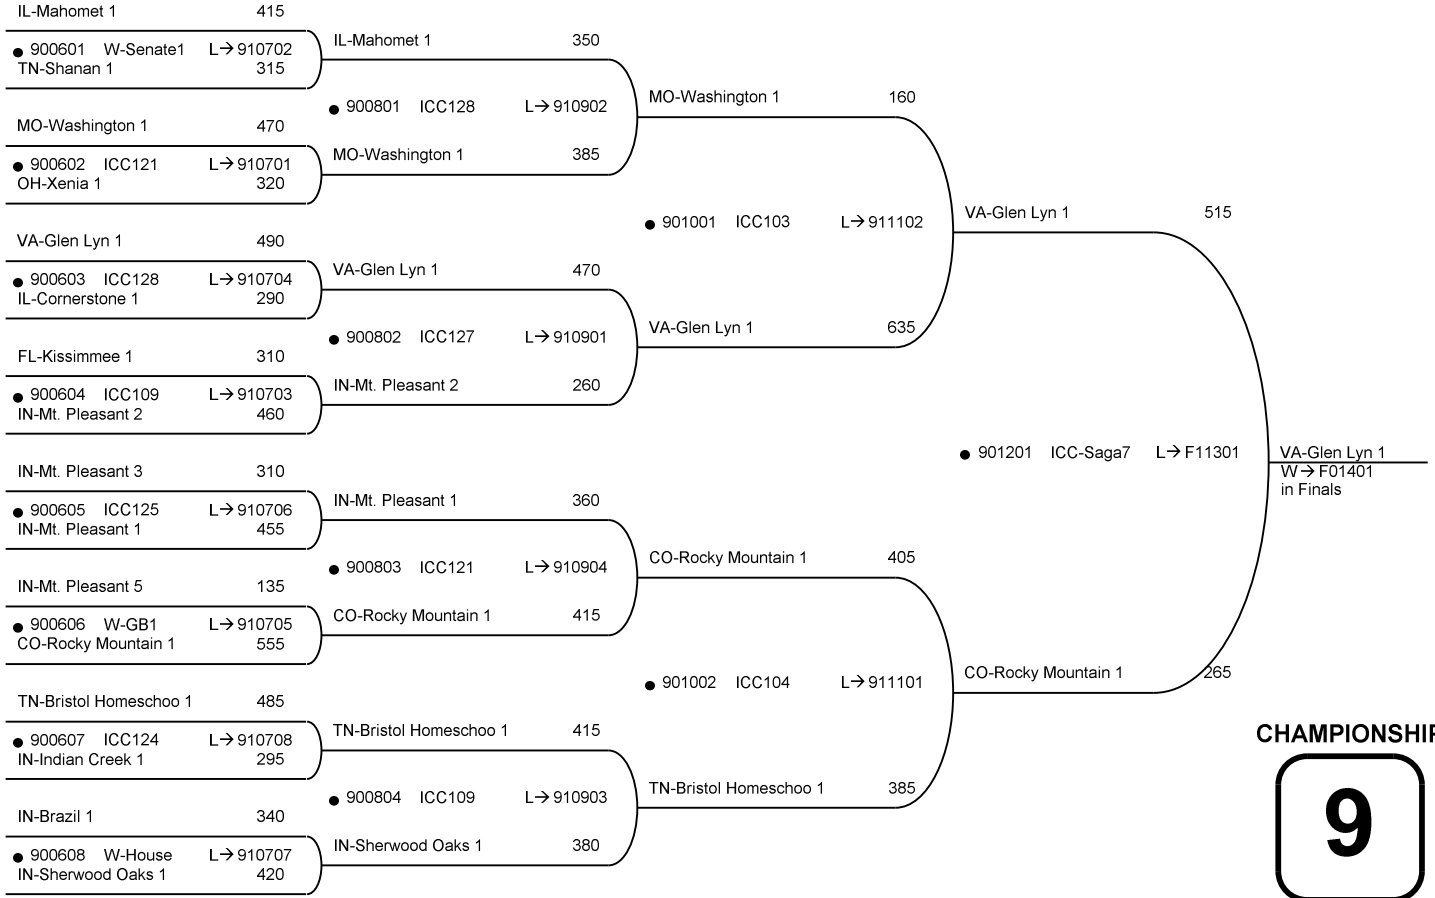 IL-Mahomet 1 415
900601 W-Senate1 L→910702
TN-Shanan 1 315
MO-Washington 1 470
900602 ICC121 L→910701
OH-Xenia 1 320
VA-Glen Lyn 1 490
900603 ICC128 L→910704
IL-Cornerstone 1 290
FL-Kissimmee 1 310
900604 ICC109 L→910703
IN-Mt. Pleasant 2 460
IN-Mt. Pleasant 3 310
900605 ICC125 L→910706
IN-Mt. Pleasant 1 455
IN-Mt. Pleasant 5 135
900606 W-GB1 L→910705
CO-Rocky Mountain 1 555
TN-Bristol Homeschoo 1 485
900607 ICC124 L→910708
IN-Indian Creek 1 295
IN-Brazil 1 340
900608 W-House L→910707
IN-Sherwood Oaks 1 420
IL-Mahomet 1 350
900801 ICC128 L→910902
MO-Washington 1 385
VA-Glen Lyn 1 470
900802 ICC127 L→910901
IN-Mt. Pleasant 2 260
IN-Mt. Pleasant 1 360
900803 ICC121 L→910904
CO-Rocky Mountain 1 415
TN-Bristol Homeschoo 1 415
900804 ICC109 L→910903
IN-Sherwood Oaks 1 380
MO-Washington 1 160
901001 ICC103 L→911102
VA-Glen Lyn 1 635
CO-Rocky Mountain 1 405
901002 ICC104 L→911101
TN-Bristol Homeschoo 1 385
VA-Glen Lyn 1 515
901201 ICC-Saga7 L→F11301
CO-Rocky Mountain 1 265
VA-Glen Lyn 1
W→F01401
in Finals
CHAMPIONSHIP
9